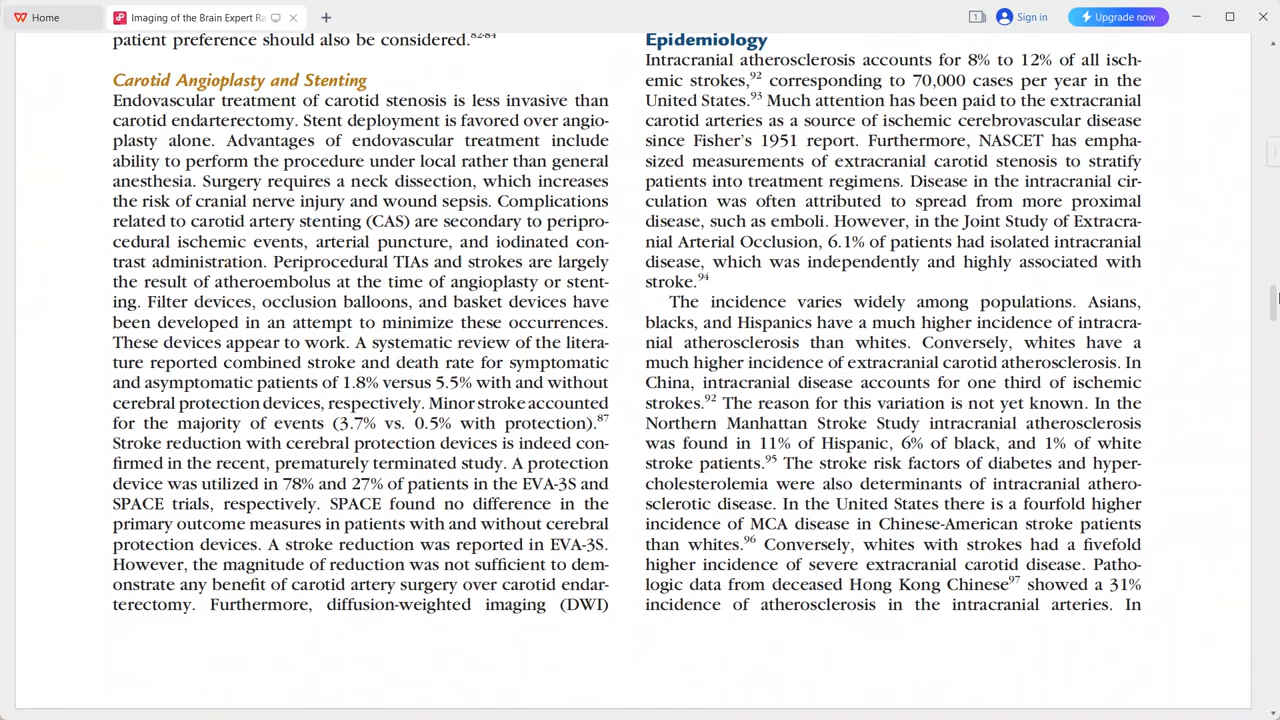 Home
Imaging of the Brain Expert Ra
Sign in
Upgrade now
patient preference should also be considered.82-84
Carotid Angioplasty and Stenting
Endovascular treatment of carotid stenosis is less invasive than
carotid endarterectomy. Stent deployment is favored over angio-
plasty alone. Advantages of endovascular treatment include
ability to perform the procedure under local rather than general
anesthesia. Surgery requires a neck dissection, which increases
the risk of cranial nerve injury and wound sepsis. Complications
related to carotid artery stenting (CAS) are secondary to peripro-
cedural ischemic events, arterial puncture, and iodinated con-
trast administration. Periprocedural TIAs and strokes are largely
the result of atheroembolus at the time of angioplasty or stent-
ing. Filter devices, occlusion balloons, and basket devices have
been developed in an attempt to minimize these occurrences.
These devices appear to work. A systematic review of the litera-
ture reported combined stroke and death rate for symptomatic
and asymptomatic patients of 1.8% versus 5.5% with and without
cerebral protection devices, respectively. Minor stroke accounted
for the majority of events (3.7% vs. 0.5% with protection).87
Stroke reduction with cerebral protection devices is indeed con-
firmed in the recent, prematurely terminated study. A protection
device was utilized in 78% and 27% of patients in the EVA-3S and
SPACE trials, respectively. SPACE found no difference in the
primary outcome measures in patients with and without cerebral
protection devices. A stroke reduction was reported in EVA-3S.
However, the magnitude of reduction was not sufficient to dem-
onstrate any benefit of carotid artery surgery over carotid endar-
terectomy. Furthermore, diffusion-weighted imaging (DWI)
Epidemiology
Intracranial atherosclerosis accounts for 8% to 12% of all isch-
emic strokes,92 corresponding to 70,000 cases per year in the
United States.93 Much attention has been paid to the extracranial
carotid arteries as a source of ischemic cerebrovascular disease
since Fisher's 1951 report. Furthermore, NASCET has empha-
sized measurements of extracranial carotid stenosis to stratify
patients into treatment regimens. Disease in the intracranial cir-
culation was often attributed to spread from more proximal
disease, such as emboli. However, in the Joint Study of Extracra-
nial Arterial Occlusion, 6.1% of patients had isolated intracranial
disease, which was independently and highly associated with
stroke.94
The incidence varies widely among populations. Asians,
blacks, and Hispanics have a much higher incidence of intracra-
nial atherosclerosis than whites. Conversely, whites have a
much higher incidence of extracranial carotid atherosclerosis. In
China, intracranial disease accounts for one third of ischemic
strokes.92 The reason for this variation is not yet known. In the
Northern Manhattan Stroke Study intracranial atherosclerosis
was found in 11% of Hispanic, 6% of black, and 1% of white
stroke patients.95 The stroke risk factors of diabetes and hyper-
cholesterolemia were also determinants of intracranial athero-
sclerotic disease. In the United States there is a fourfold higher
incidence of MCA disease in Chinese-American stroke patients
than whites.96 Conversely, whites with strokes had a fivefold
higher incidence of severe extracranial carotid disease. Patho-
logic data from deceased Hong Kong Chinese97 showed a 31%
incidence of atherosclerosis in the intracranial arteries. In